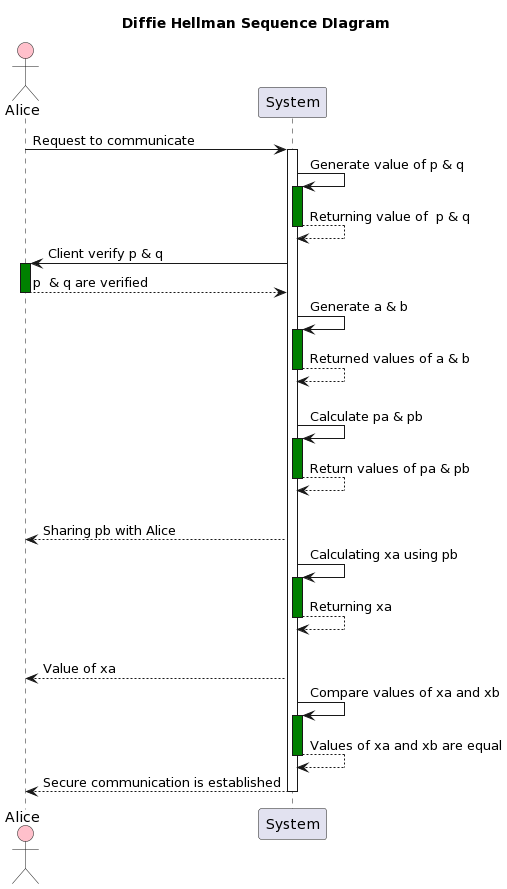 Diffie Hellman Sequence DIagram
Alice
System
Request to communicate
Generate value of p & q
Returning value of  p & q
Client verify p & q
p  & q are verified
Generate a & b
Returned values of a & b
Calculate pa & pb
Return values of pa & pb
Sharing pb with Alice
Calculating xa using pb
Returning xa
Value of xa
Compare values of xa and xb
Values of xa and xb are equal
Secure communication is established
Alice
System